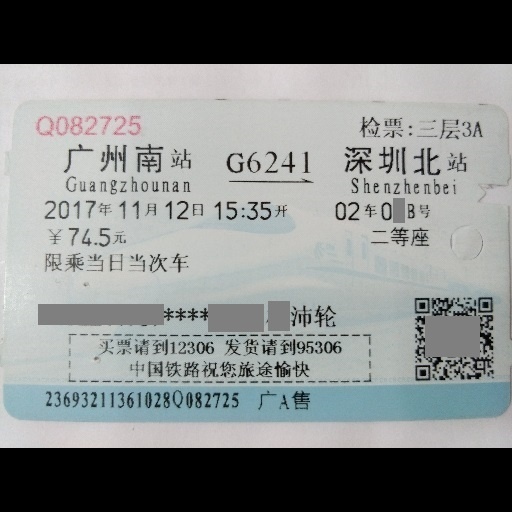 Q082725 检票:三层3A
广州南站 G6241 深圳北站
Guangzhounan Shenzhenbei
2017年11月12日 15:35开 02车0 B号
￥74.5元 二等座
限乘当日当次车
**** 沛轮
买票请到12306 发货请到95306
中国铁路祝您旅途愉快
23693211361028Q082725 广A售